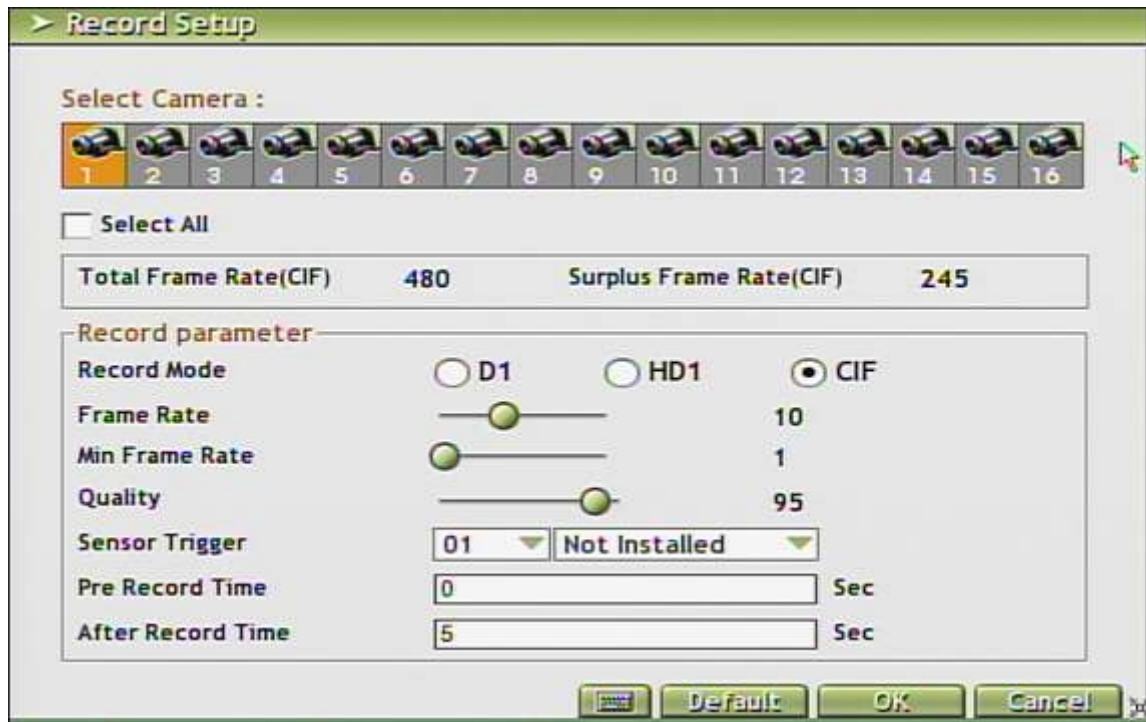 Record Setup
Select Camera :
1 2 3 4 5 6 7 8 9 10 11 12 13 14 15 16
Select All
Total Frame Rate(CIF) 480 Surplus Frame Rate(CIF) 245
Record parameter
Record Mode D1 HD1 CIF
Frame Rate 10
Min Frame Rate 1
Quality 95
Sensor Trigger 01 Not Installed
Pre Record Time 0 Sec
After Record Time 5 Sec
Default OK Cancel